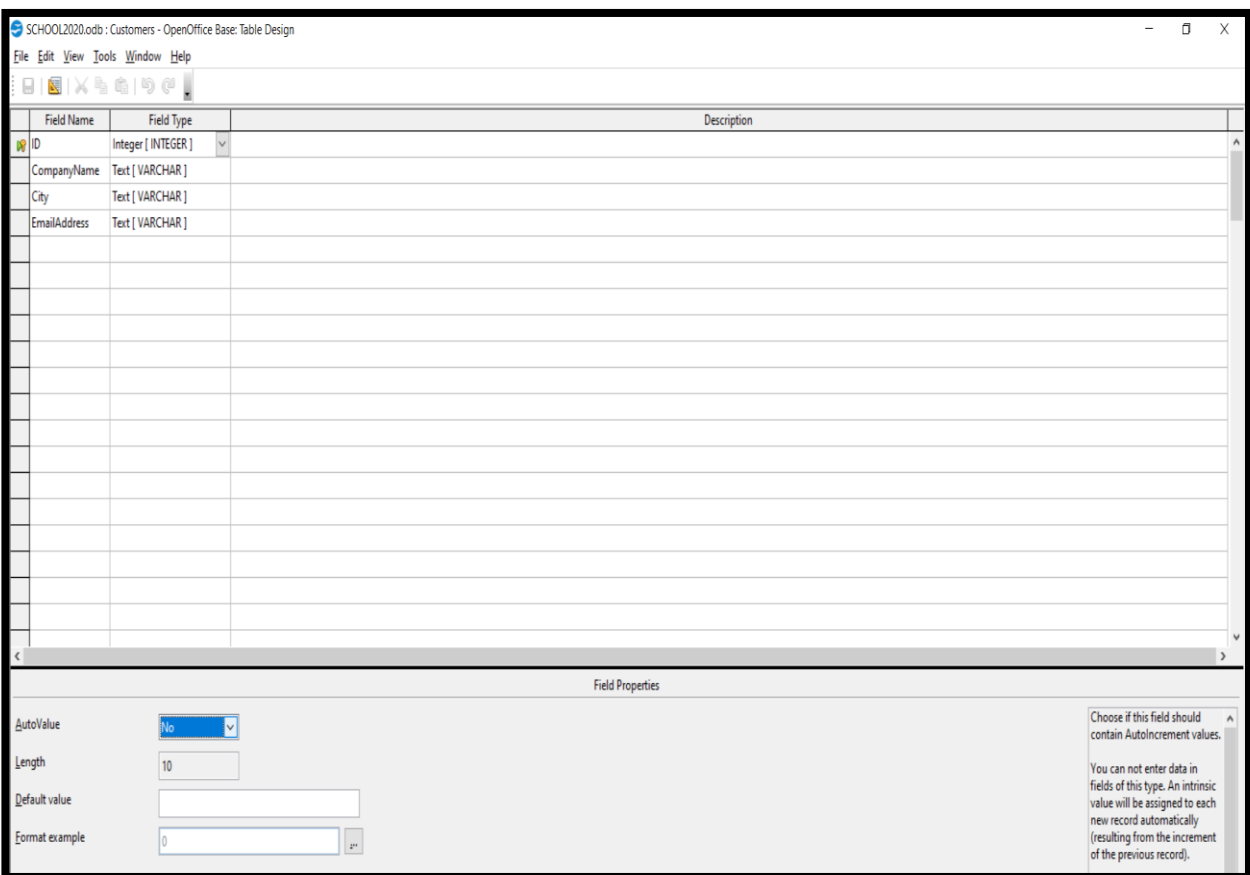 SCHOOL2020.odb : Customers - OpenOffice Base: Table Design
File Edit View Tools Window Help
Field Name Field Type Description
ID Integer [ INTEGER ]
CompanyName Text [ VARCHAR ]
City Text [ VARCHAR ]
EmailAddress Text [ VARCHAR ]
Field Properties
AutoValue No
Length 10
Default value
Format example 0 ...
Choose if this field should
contain AutoIncrement values.
You can not enter data in
fields of this type. An intrinsic
value will be assigned to each
new record automatically
(resulting from the increment
of the previous record).